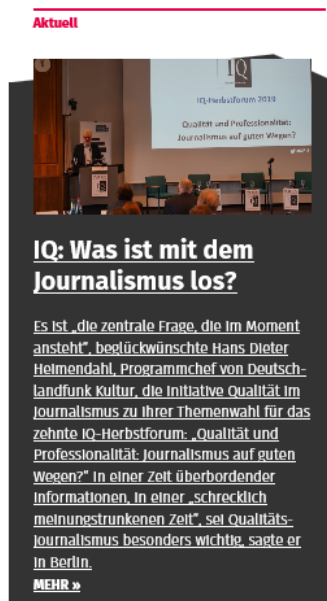 Aktuell
IQ
IQ-Herbstforum 2019
Qualität und Professionalität:
Journalismus auf guten Wegen?
IQ: Was ist mit dem
Journalismus los?
Es ist „die zentrale Frage, die im Moment
ansteht“, beglückwünschte Hans Dieter
Heimendahl, Programmchef von Deutsch-
landfunk Kultur, die Initiative Qualität im
Journalismus zu ihrer Themenwahl für das
zehnte IQ-Herbstforum: „Qualität und
Professionalität: Journalismus auf guten
Wegen?“ In einer Zeit überbordender
Informationen, in einer „schrecklich
meinungstrunkenen Zeit“, sei Qualitäts-
Journalismus besonders wichtig, sagte er
in Berlin.
MEHR »